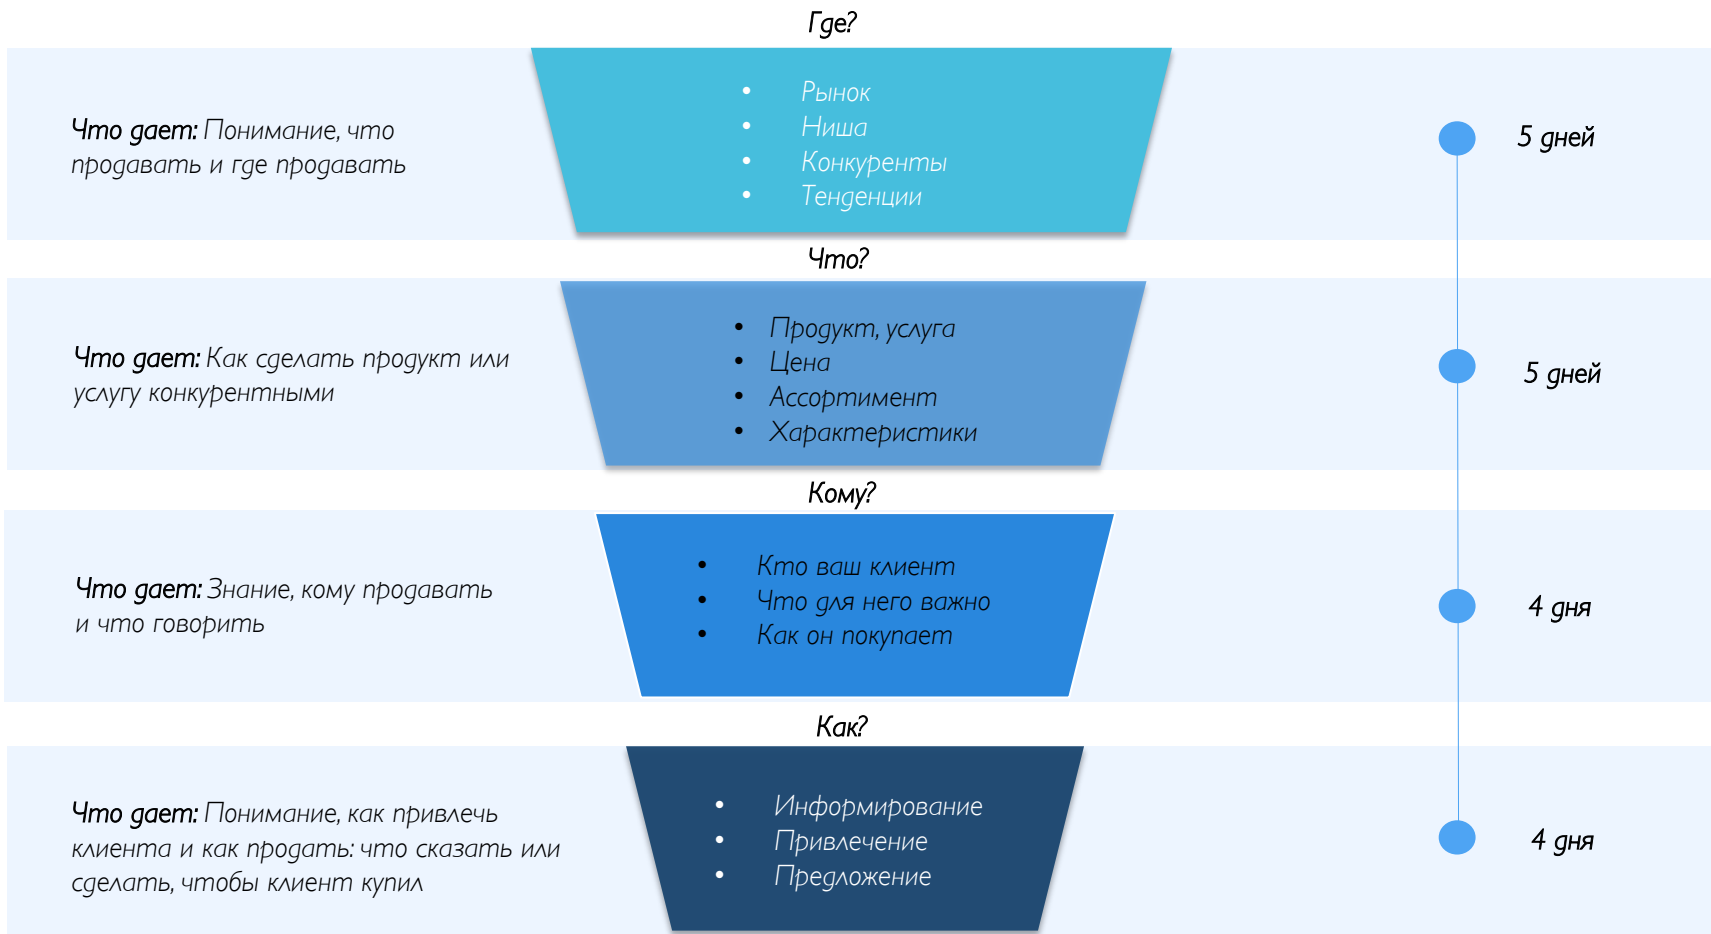 Где?
Что дает: Понимание, что
продавать и где продавать
• Рынок
• Ниша
• Конкуренты
• Тенденции
5 дней
Что?
Что дает: Как сделать продукт или
услугу конкурентными
• Продукт, услуга
• Цена
• Ассортимент
• Характеристики
5 дней
Кому?
Что дает: Знание, кому продавать
и что говорить
• Кто ваш клиент
• Что для него важно
• Как он покупает
4 дня
Как?
Что дает: Понимание, как привлечь
клиента и как продать: что сказать или
сделать, чтобы клиент купил
• Информирование
• Привлечение
• Предложение
4 дня